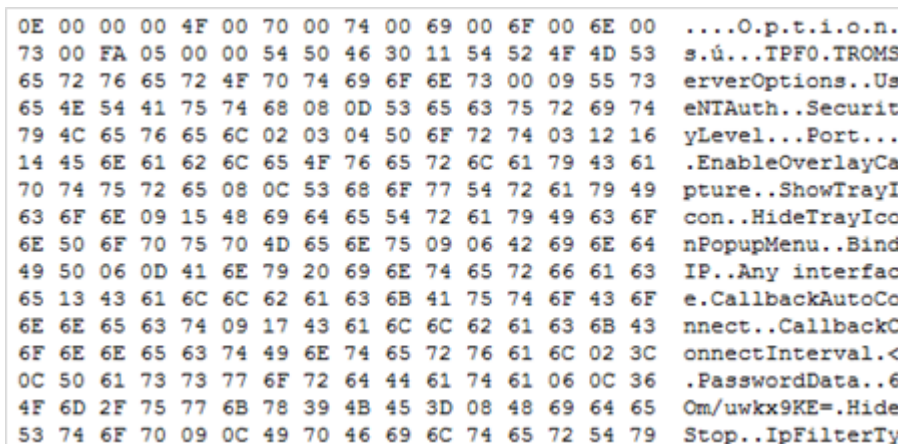 0E 00 00 00 4F 00 70 00 74 00 69 00 6F 00 6E 00 ....O.p.t.i.o.n.
73 00 FA 05 00 00 54 50 46 30 11 54 52 4F 4D 53 s.ú...TPF0.TROMS
65 72 76 65 72 4F 70 74 69 6F 6E 73 00 09 55 73 erverOptions..Us
65 4E 54 41 75 74 68 08 0D 53 65 63 75 72 69 74 eNTAuth..Securit
79 4C 65 76 65 6C 02 03 04 50 6F 72 74 03 12 16 yLevel...Port...
14 45 6E 61 62 6C 65 4F 76 65 72 6C 61 79 43 61 .EnableOverlayCa
70 74 75 72 65 08 0C 53 68 6F 77 54 72 61 79 49 pture..ShowTrayI
63 6F 6E 09 15 48 69 64 65 54 72 61 79 49 63 6F con..HideTrayIco
6E 50 6F 70 75 70 4D 65 6E 75 09 06 42 69 6E 64 nPopupMenu..Bind
49 50 06 0D 41 6E 79 20 69 6E 74 65 72 66 61 63 IP..Any interfac
65 13 43 61 6C 6C 62 61 63 6B 41 75 74 6F 43 6F e.CallbackAutoCo
6E 6E 65 63 74 09 17 43 61 6C 6C 62 61 63 6B 43 nnect..CallbackC
6F 6E 6E 65 63 74 49 6E 74 65 72 76 61 6C 02 3C onnectInterval.<
0C 50 61 73 73 77 6F 72 64 44 61 74 61 06 0C 36 .PasswordData..6
4F 6D 2F 75 77 6B 78 39 4B 45 3D 08 48 69 64 65 Om/uwkx9KE=.Hide
53 74 6F 70 09 0C 49 70 46 69 6C 74 65 72 54 79 Stop..IpFilterTy